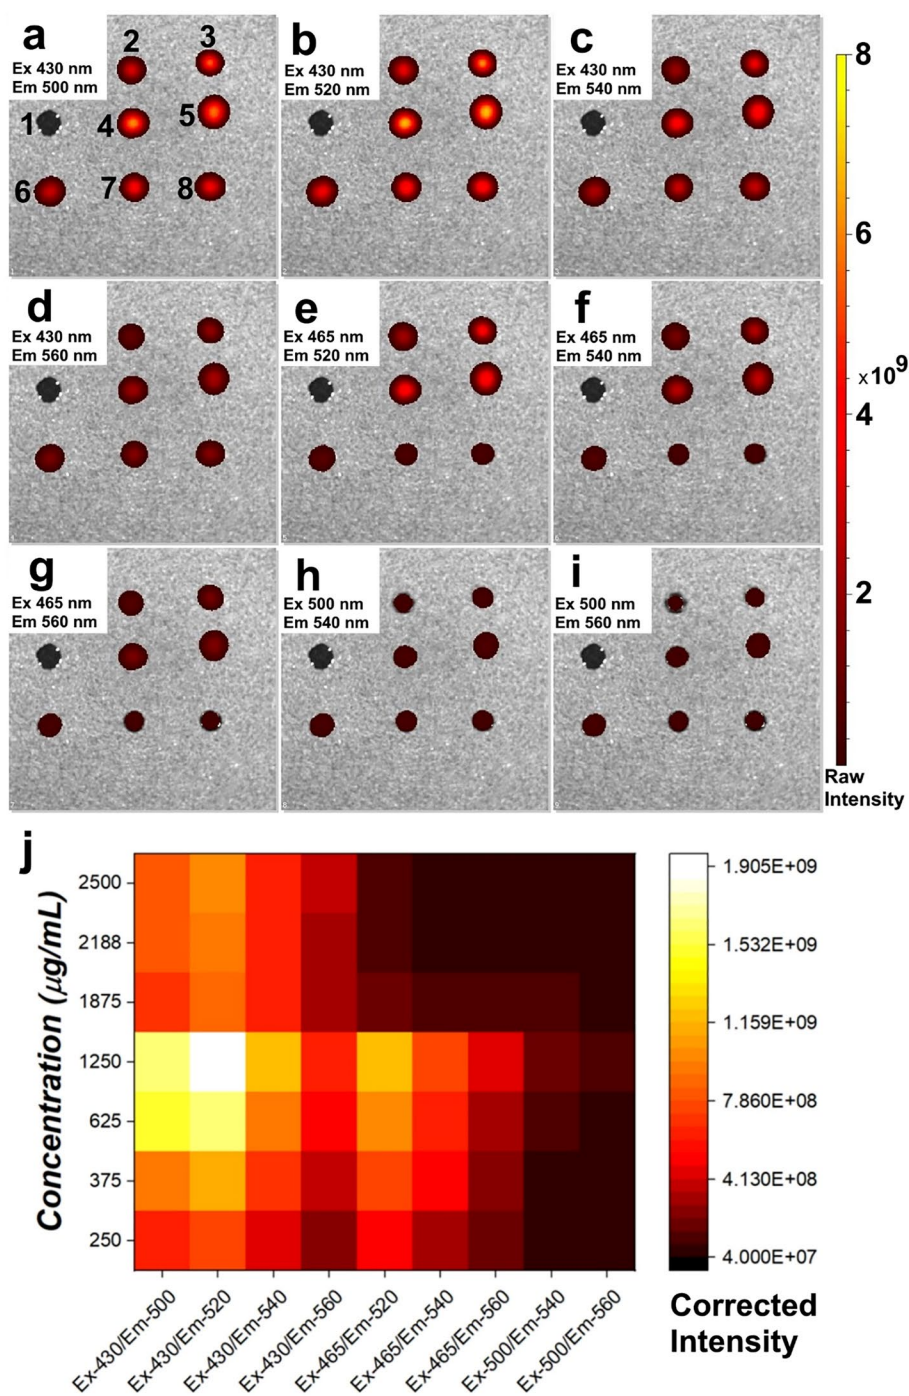 a
Ex 430 nm
Em 500 nm
1
2
3
4
5
6
7
8
b
Ex 430 nm
Em 520 nm
c
Ex 430 nm
Em 540 nm
d
Ex 430 nm
Em 560 nm
e
Ex 465 nm
Em 520 nm
f
Ex 465 nm
Em 540 nm
g
Ex 465 nm
Em 560 nm
h
Ex 500 nm
Em 540 nm
i
Ex 500 nm
Em 560 nm
8
6
x10⁹
4
2
Raw
Intensity
j
Concentration (μg/mL)
2500
2188
1875
1250
625
375
250
Ex-430/Em-500
Ex-430/Em-520
Ex-430/Em-540
Ex-430/Em-560
Ex-465/Em-520
Ex-465/Em-540
Ex-465/Em-560
Ex-500/Em-540
Ex-500/Em-560
1.905E+09
1.532E+09
1.159E+09
7.860E+08
4.130E+08
4.000E+07
Corrected
Intensity